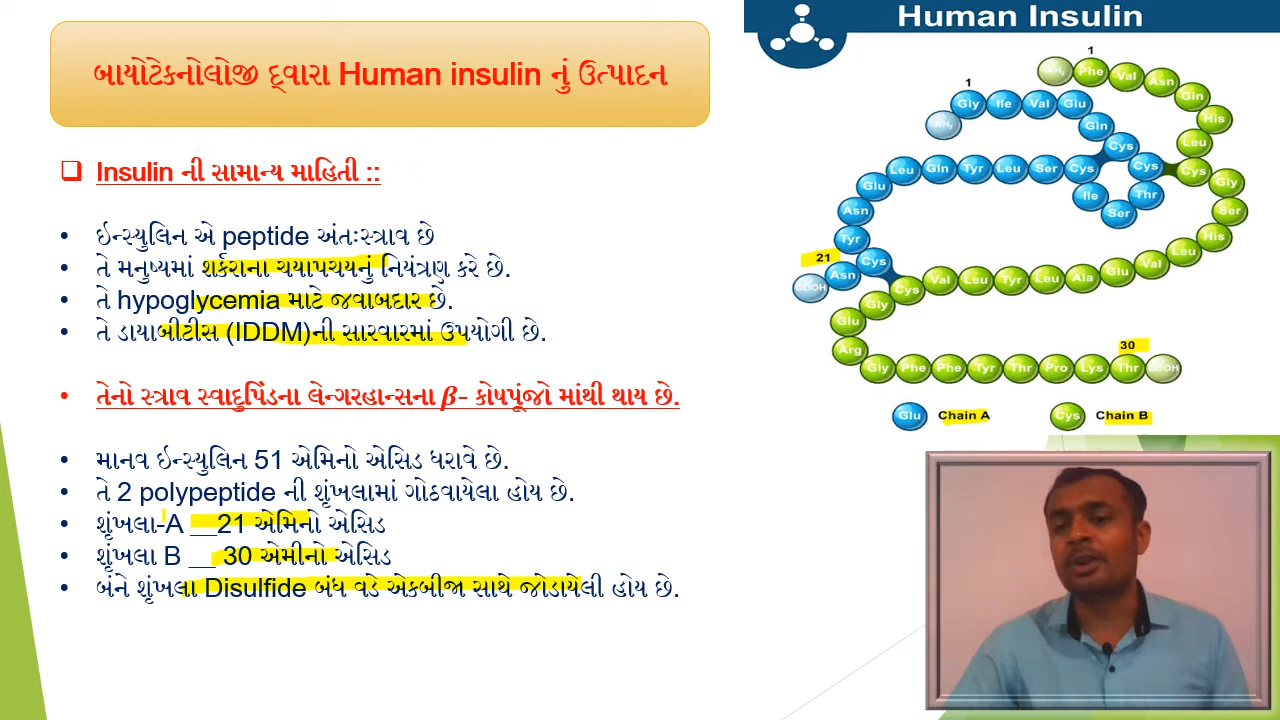 બાયોટેકનોલોજી દ્વારા Human insulin નું ઉત્પાદન
❑ Insulin ની સામાન્ય માહિતી ::
• ઈન્સ્યુલિન એ peptide અંતઃસ્ત્રાવ છે
• તે મનુષ્યમાં શર્કરાના ચયાપચયનું નિયંત્રણ કરે છે.
• તે hypoglycemia માટે જવાબદાર છે.
• તે ડાયાબીટીસ (IDDM)ની સારવારમાં ઉપયોગી છે.
• તેનો સ્ત્રાવ સ્વાદુપિંડના લેન્ગરહાન્સના β- કોષપૂંજો માંથી થાય છે.
• માનવ ઈન્સ્યુલિન 51 એમિનો એસિડ ધરાવે છે.
• તે 2 polypeptide ની શૃંખલામાં ગોઠવાયેલા હોય છે.
• શૃંખલા-A __21 એમિનો એસિડ
• શૃંખલા B __ 30 એમીનો એસિડ
• બંને શૃંખલા Disulfide બંધ વડે એકબીજા સાથે જોડાયેલી હોય છે.
Human Insulin
1
NH₂ Phe Val Asn Gln His Leu Cys Gly Ser His Leu Val Glu Ala Leu Tyr Leu Val Cys Gly Glu Arg Gly Phe Phe Tyr Thr Pro Lys Thr COOH
30
1
NH₂ Gly Ile Val Glu Gln Cys Cys Thr Ser Ile Cys Ser Leu Tyr Gln Leu Glu Asn Tyr Cys Asn COOH
21
Glu Chain A Cys Chain B